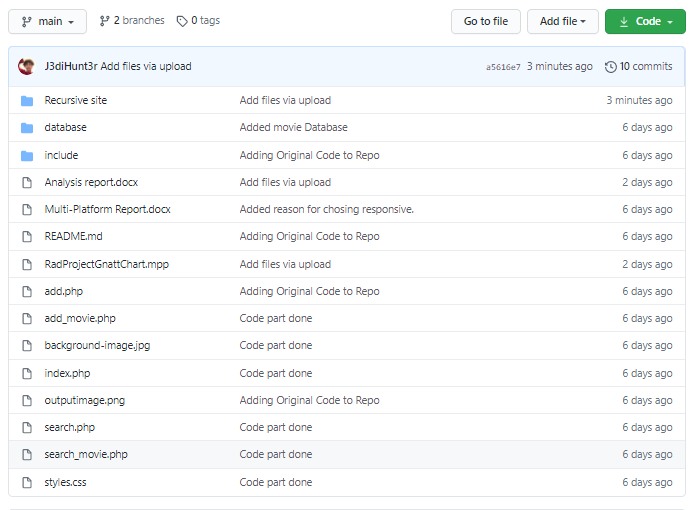 main 2 branches 0 tags Go to file Add file Code
J3diHunt3r Add files via upload a5616e7 3 minutes ago 10 commits
Recursive site Add files via upload 3 minutes ago
database Added movie Database 6 days ago
include Adding Original Code to Repo 6 days ago
Analysis report.docx Add files via upload 2 days ago
Multi-Platform Report.docx Added reason for chosing responsive. 6 days ago
README.md Adding Original Code to Repo 6 days ago
RadProjectGnattChart.mpp Add files via upload 2 days ago
add.php Adding Original Code to Repo 6 days ago
add_movie.php Code part done 6 days ago
background-image.jpg Code part done 6 days ago
index.php Code part done 6 days ago
outputimage.png Adding Original Code to Repo 6 days ago
search.php Code part done 6 days ago
search_movie.php Code part done 6 days ago
styles.css Code part done 6 days ago